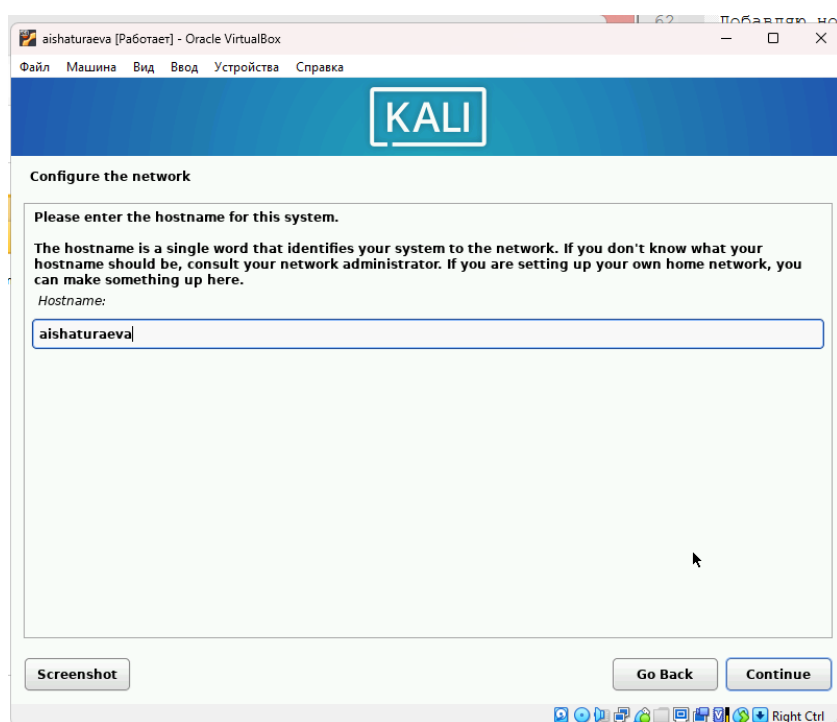 62 Добавляю но
aishaturaeva [Работает] - Oracle VirtualBox
Файл Машина Вид Ввод Устройства Справка
KALI
Configure the network
Please enter the hostname for this system.
The hostname is a single word that identifies your system to the network. If you don't know what your
hostname should be, consult your network administrator. If you are setting up your own home network, you
can make something up here.
Hostname:
aishaturaeva
Screenshot
Go Back
Continue
Right Ctrl